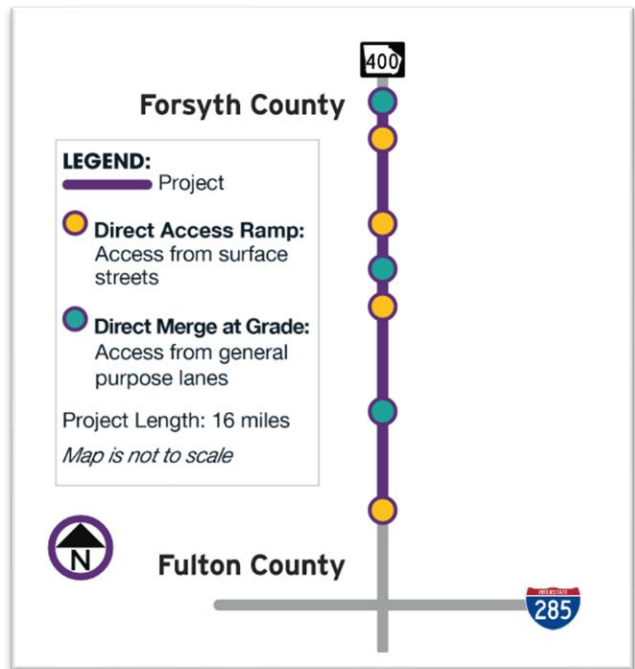 400
Forsyth County
LEGEND:
Project
Direct Access Ramp:
Access from surface
streets
Direct Merge at Grade:
Access from general
purpose lanes
Project Length: 16 miles
Map is not to scale
N
Fulton County
INTERSTATE
285